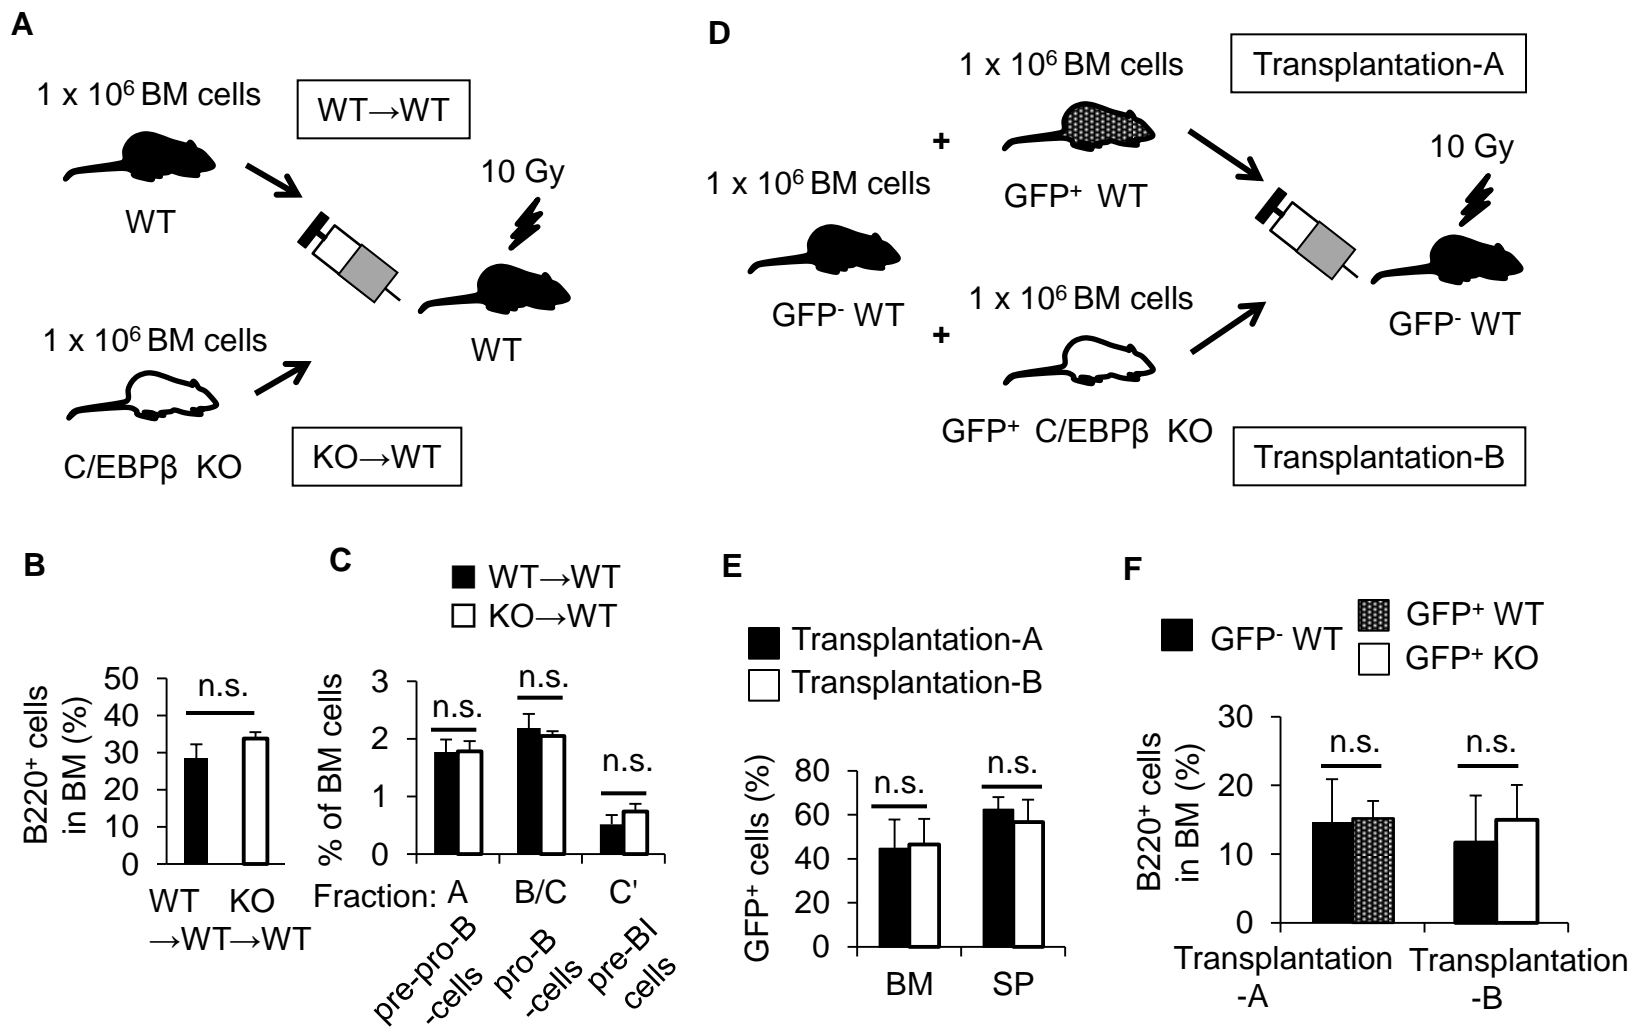 A
1 x 10⁶ BM cells
WT→WT
10 Gy
WT
WT
1 x 10⁶ BM cells
C/EBPβ KO
KO→WT
D
1 x 10⁶ BM cells
Transplantation-A
+
10 Gy
1 x 10⁶ BM cells
GFP⁺ WT
GFP⁻ WT
1 x 10⁶ BM cells
GFP⁻ WT
+
GFP⁺ C/EBPβ KO
Transplantation-B
B
B220⁺ cells
in BM (%)
50
40
30
20
10
0
n.s.
WT KO
→WT→WT
C
WT→WT
KO→WT
% of BM cells
3
2
1
0
n.s.
n.s.
n.s.
Fraction: A B/C C'
pre-pro-B
-cells
pro-B
-cells
pre-BI
cells
E
Transplantation-A
Transplantation-B
GFP⁺ cells (%)
80
60
40
20
0
n.s.
n.s.
BM SP
F
GFP⁻ WT
GFP⁺ WT
GFP⁺ KO
B220⁺ cells
in BM (%)
30
20
10
0
n.s.
n.s.
Transplantation
-A
Transplantation
-B